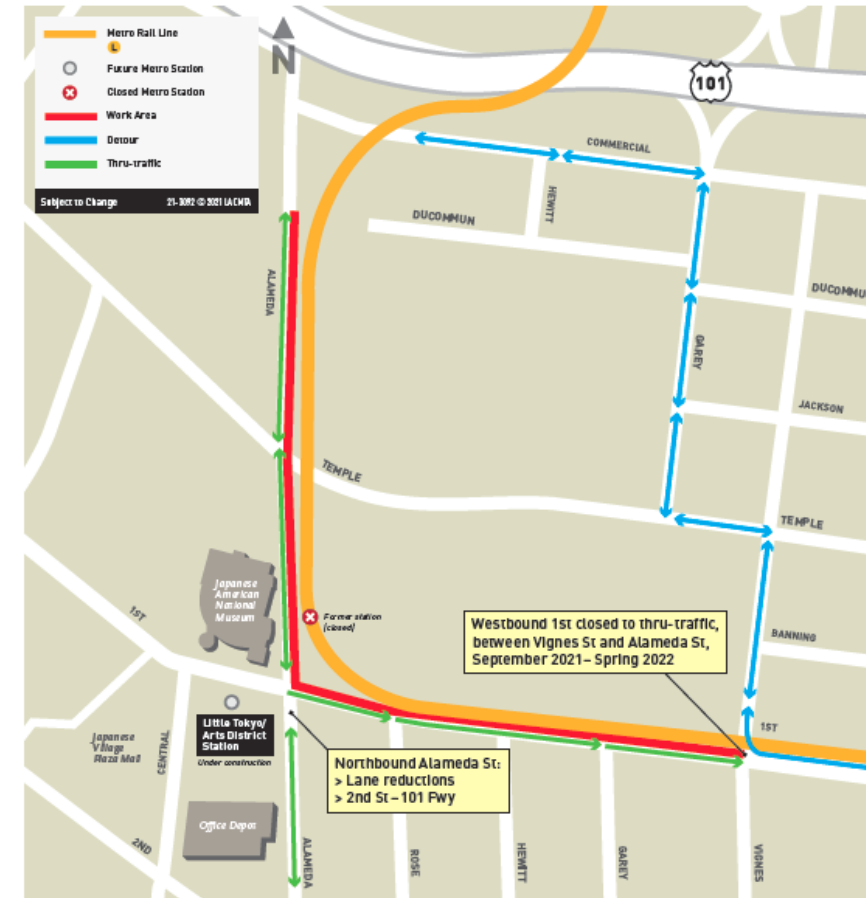 Metro Rail Line
L
Future Metro Station
Closed Metro Station
Work Area
Detour
Thru-traffic
Subject to Change
21-3092 © 2021 LACMTA
N
101
COMMERCIAL
HEWITT
DUCOMMUN
ALAMEDA
DUCOMMU
GAREY
JACKSON
TEMPLE
TEMPLE
Japanese
American
National
Museum
Former station
(closed)
1ST
Westbound 1st closed to thru-traffic,
between Vignes St and Alameda St,
September 2021– Spring 2022
BANNING
1ST
Little Tokyo/
Arts District
Station
Under construction
Japanese
Village
Plaza Mall
CENTRAL
Northbound Alameda St:
> Lane reductions
> 2nd St – 101 Fwy
Office Depot
2ND
ALAMEDA
ROSE
HEWITT
GAREY
VIGNES